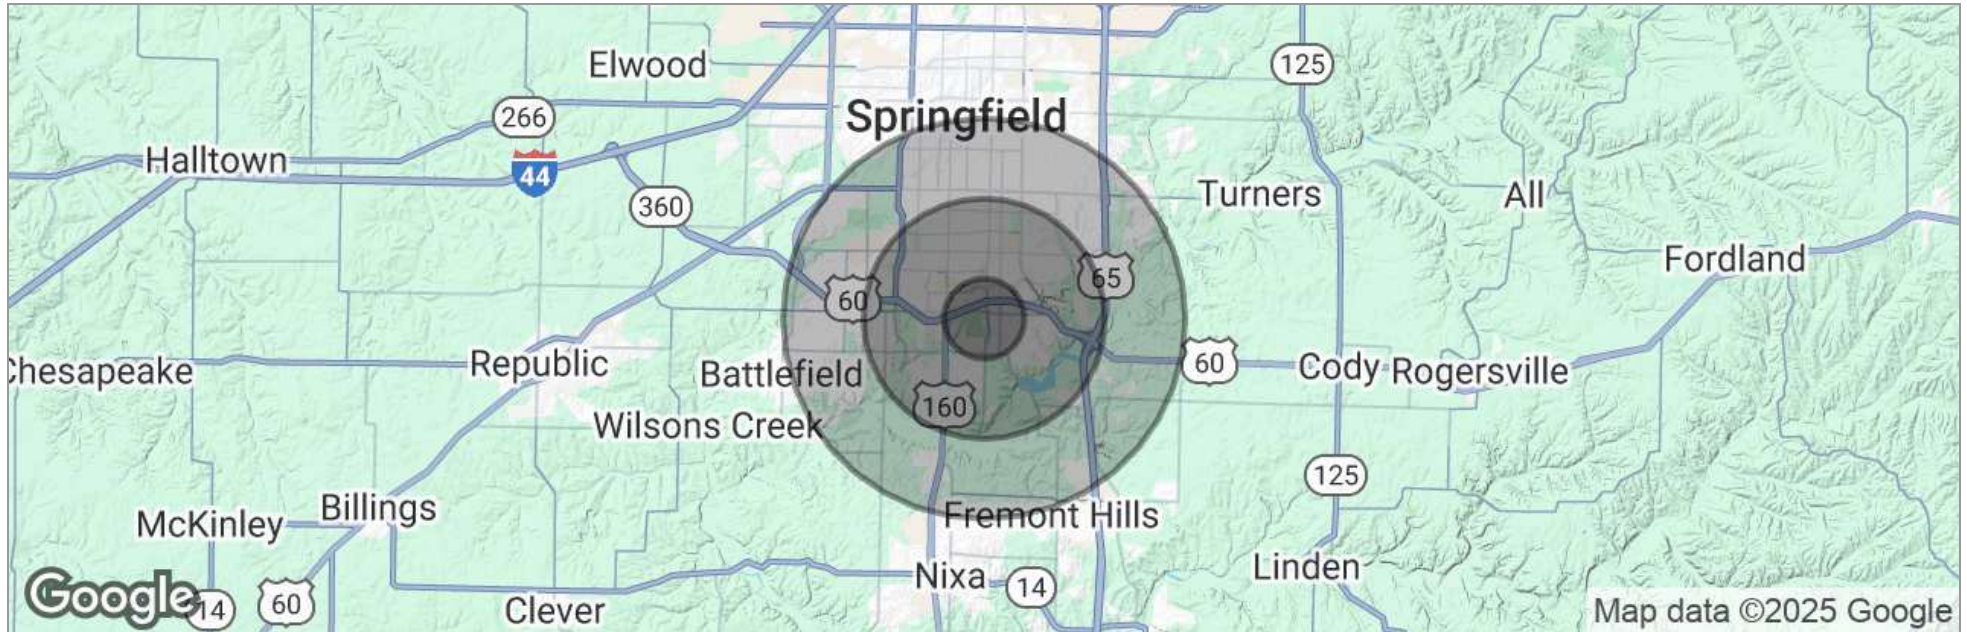 Elwood
125
Springfield
266
Halltown
44
360
Turners
All
Fordland
65
60
Chesapeake
Republic
Battlefield
60
Cody
Rogersville
160
Wilsons Creek
125
McKinley
Billings
Fremont Hills
Linden
Nixa
14
Google
14
60
Clever
Map data ©2025 Google